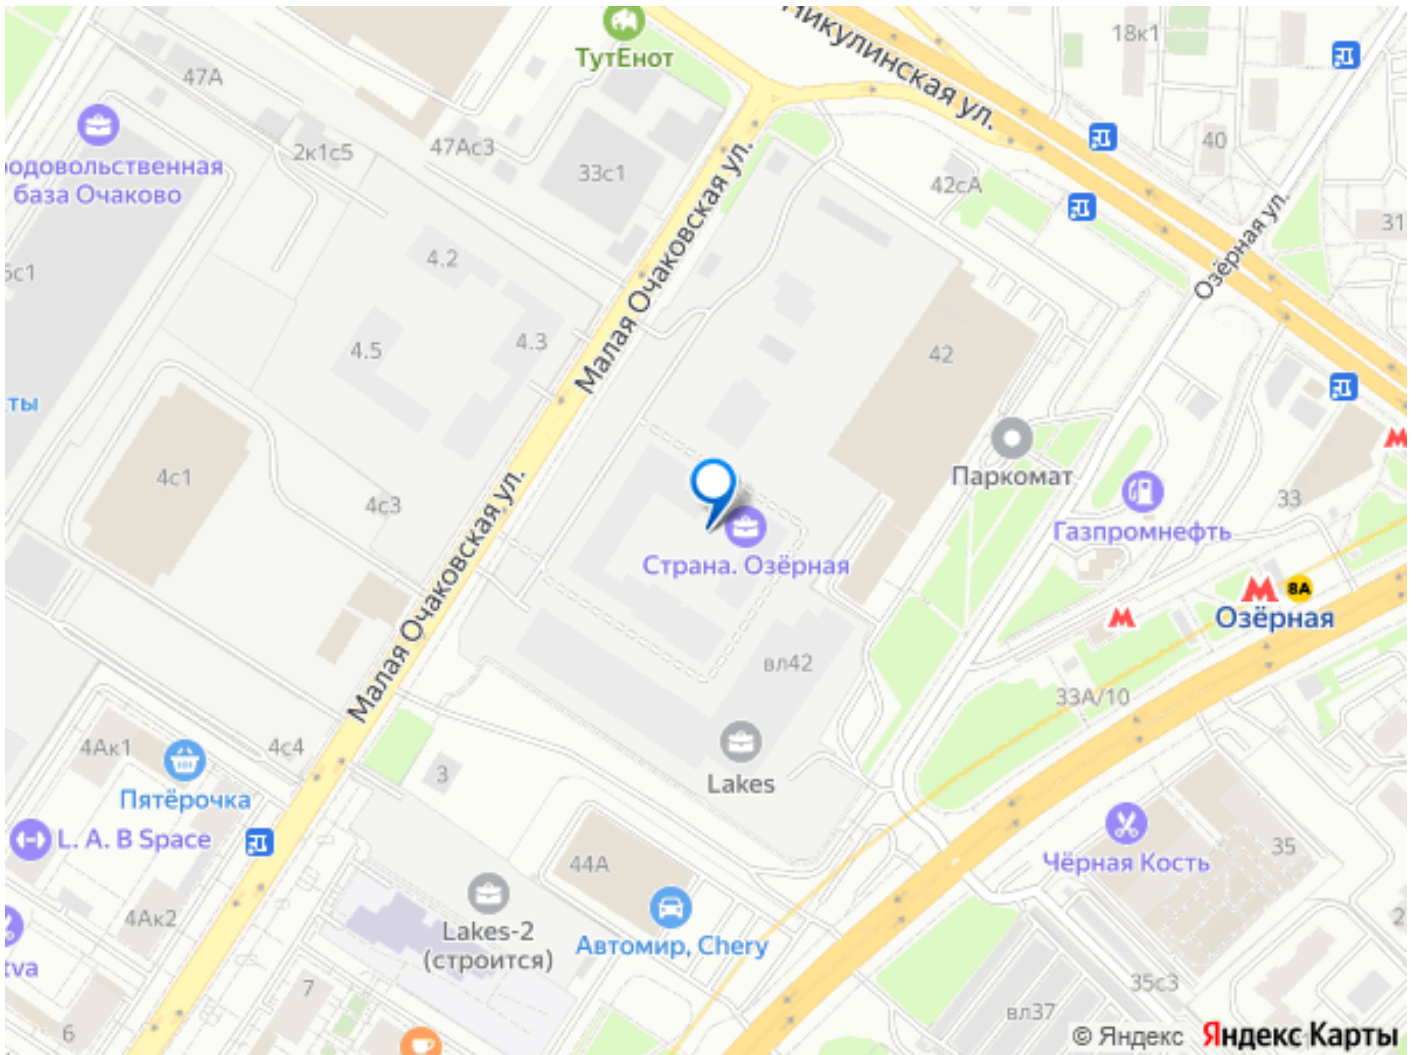 Никулинская ул.
18к1
ТутЕнот
47А
40
2к1с5
47Ас3
33с1
42сА
одовольственная
база Очаково
Малая Очаковская ул.
Озёрная ул.
31
4.2
4.3
4.5
42
ты
Паркомат
4с1
4с3
33
Газпромнефть
Малая Очаковская ул.
Страна. Озёрная
8А
Озёрная
вл42
33А/10
4Ак1
4с4
3
Lakes
Пятёрочка
L. A. B Space
Чёрная Кость
35
44А
4Ак2
Lakes-2
(строится)
Автомир, Chery
tva
7
35с3
6
вл37
© Яндекс
Яндекс Карты